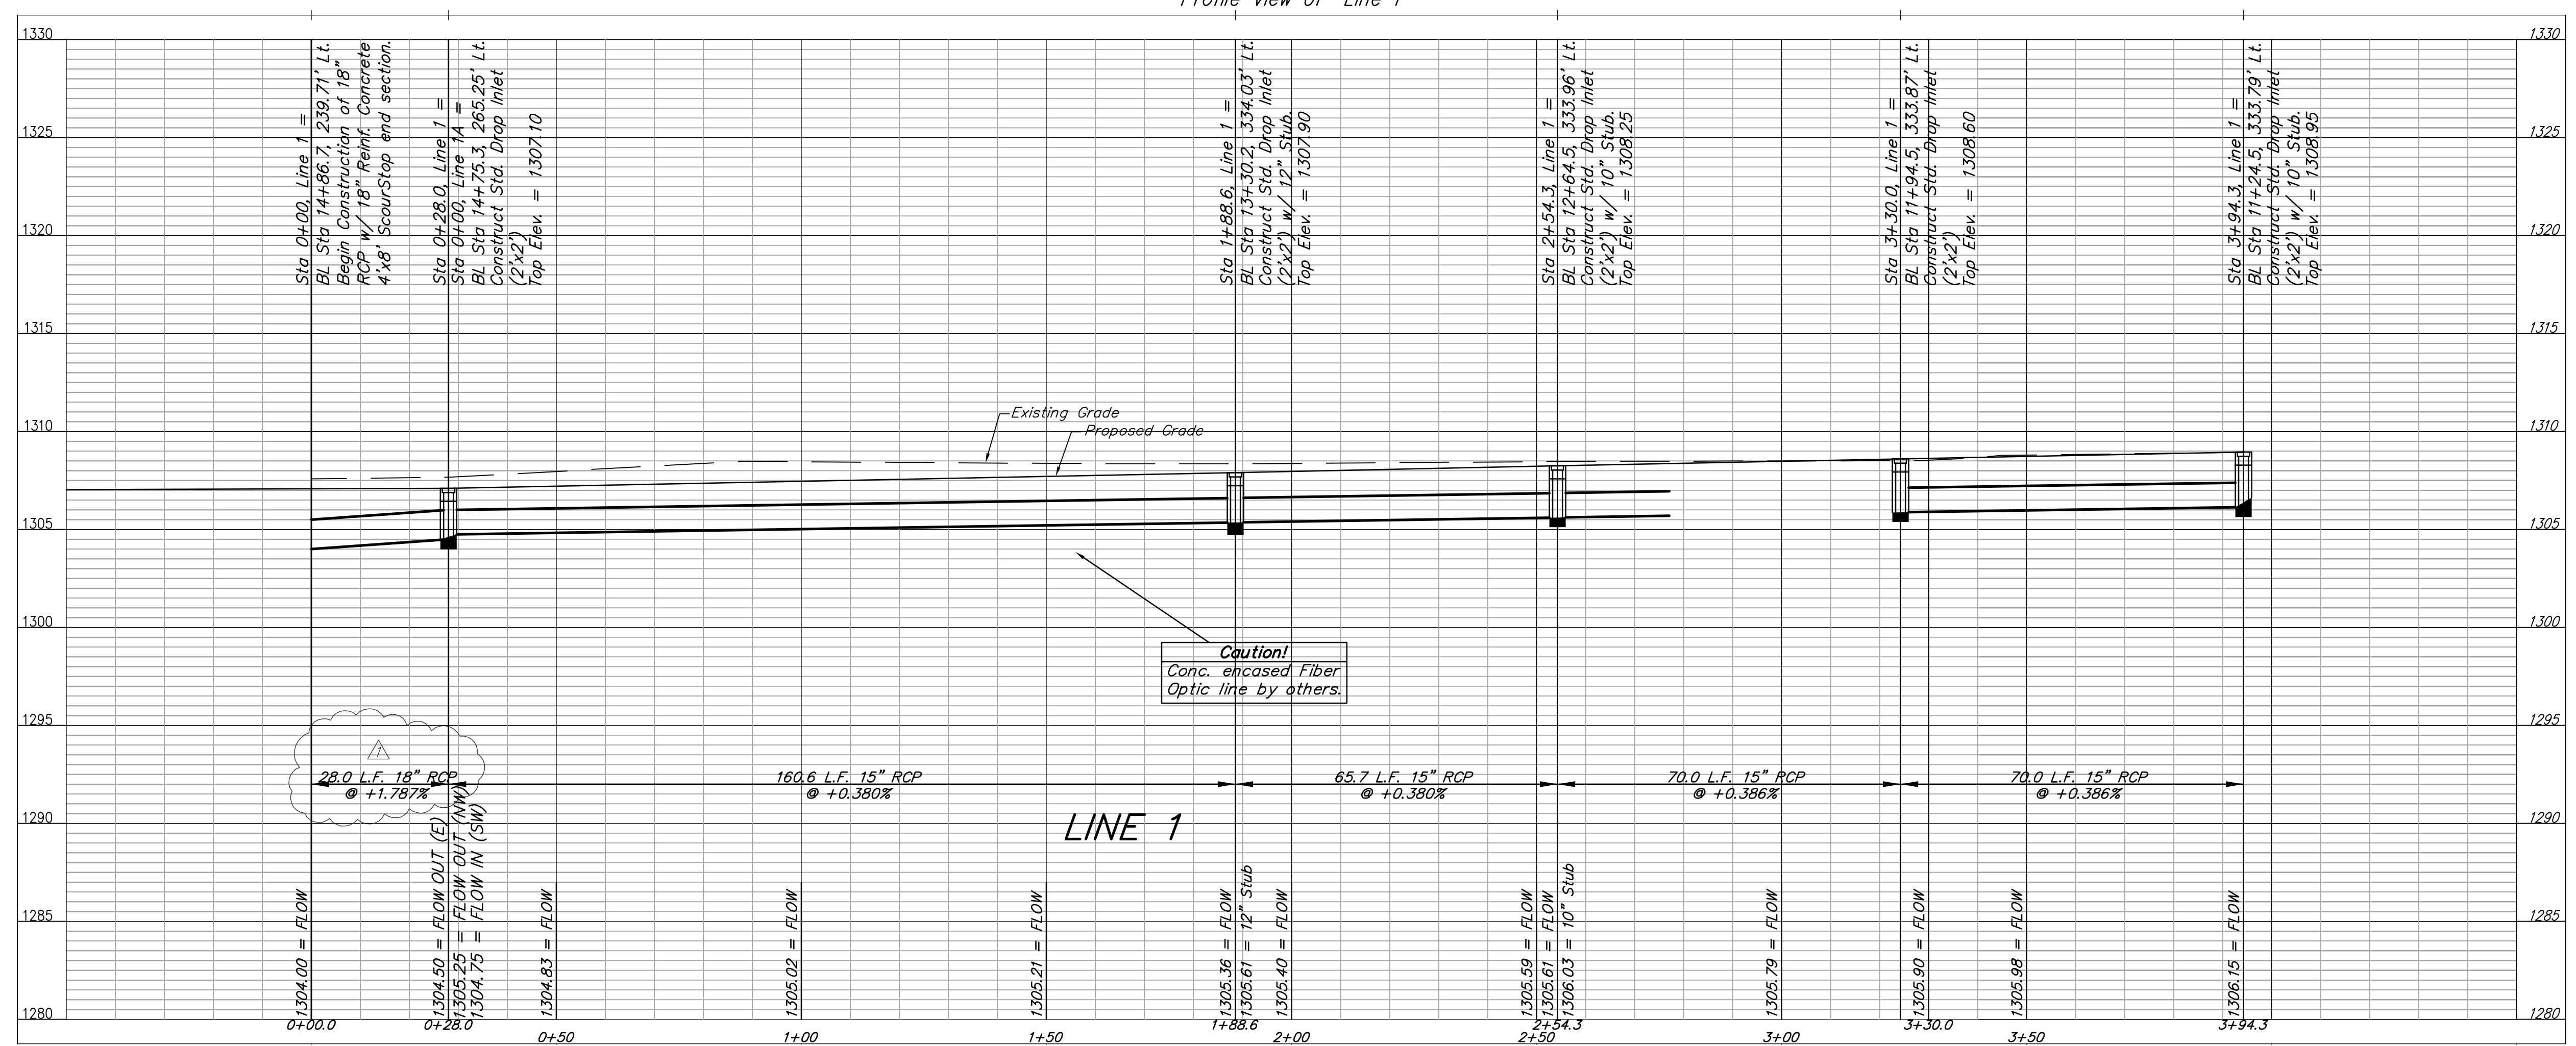 Profile View of Line 1
1330
1325
1320
1315
1310
1305
1300
1295
1290
1285
1280
Sta 0+00, Line 1 =
BL Sta 14+86.7, 239.71' Lt.
Begin Construction of 18"
RCP w/ 18" Reinf. Concrete
4'x8' ScourStop end section.
Sta 0+28.0, Line 1 =
Sta 0+00, Line 1A =
BL Sta 14+75.3, 265.25' Lt.
Construct Std. Drop Inlet
(2'x2')
Top Elev. = 1307.10
Sta 1+88.6, Line 1 =
BL Sta 13+30.2, 334.03' Lt.
Construct Std. Drop Inlet
(2'x2') w/ 12" Stub.
Top Elev. = 1307.90
Sta 2+54.3, Line 1 =
BL Sta 12+64.5, 333.96' Lt.
Construct Std. Drop Inlet
(2'x2') w/ 10" Stub.
Top Elev. = 1308.25
Sta 3+30.0, Line 1 =
BL Sta 11+94.5, 333.87' Lt.
Construct Std. Drop Inlet
(2'x2')
Top Elev. = 1308.60
Sta 3+94.3, Line 1 =
BL Sta 11+24.5, 333.79' Lt.
Construct Std. Drop Inlet
(2'x2') w/ 10" Stub.
Top Elev. = 1308.95
1330
1325
1320
1315
1310
1305
1300
1295
1290
1285
1280
Existing Grade
Proposed Grade
Caution!
Conc. encased Fiber
Optic line by others.
1
28.0 L.F. 18" RCP
@ +1.787%
160.6 L.F. 15" RCP
@ +0.380%
65.7 L.F. 15" RCP
@ +0.380%
70.0 L.F. 15" RCP
@ +0.386%
70.0 L.F. 15" RCP
@ +0.386%
LINE 1
1304.00 = FLOW
1304.50 = FLOW OUT (E)
1305.25 = FLOW OUT (NW)
1304.75 = FLOW IN (SW)
1304.83 = FLOW
1305.02 = FLOW
1305.21 = FLOW
1305.36 = FLOW
1305.61 = 12" Stub
1305.40 = FLOW
1305.59 = FLOW
1305.61 = FLOW
1306.03 = 10" Stub
1305.79 = FLOW
1305.90 = FLOW
1305.98 = FLOW
1306.15 = FLOW
0+00.0
0+28.0
1+88.6
2+54.3
3+30.0
3+94.3
0+50
1+00
1+50
2+00
2+50
3+00
3+50